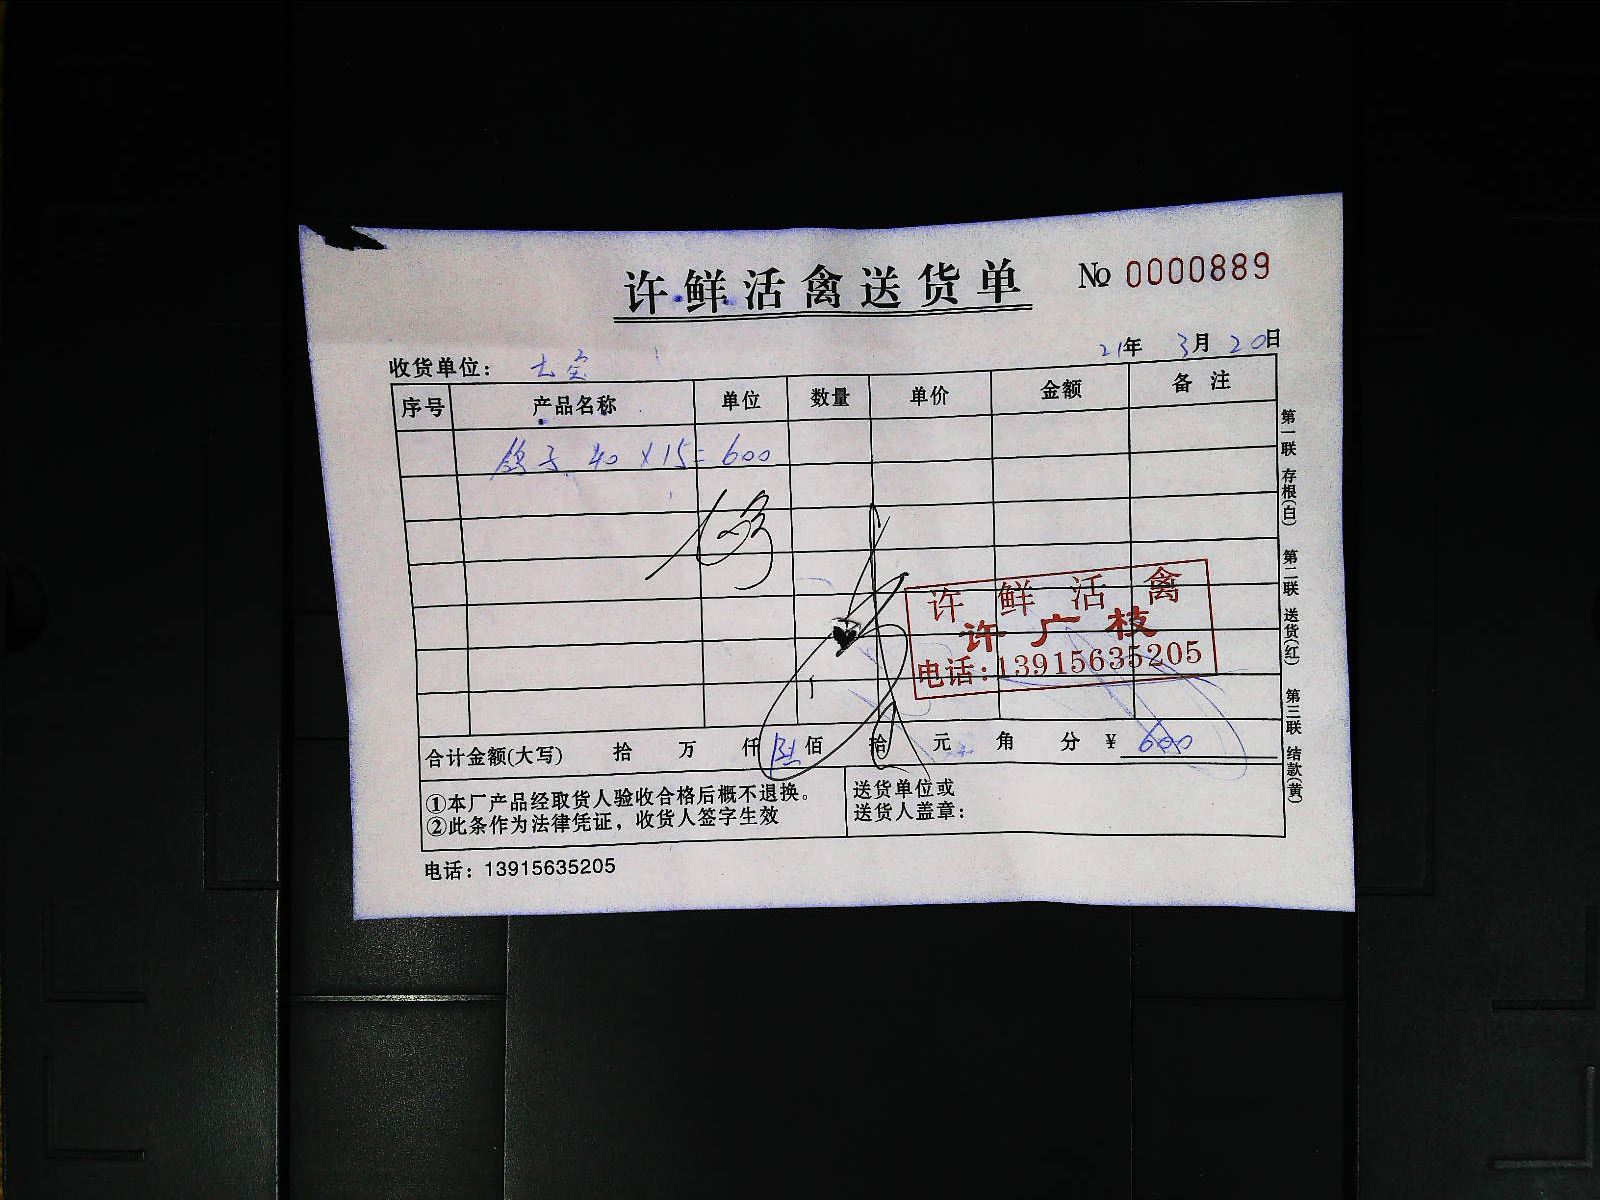 许鲜活禽送货单 No 0000889
21年 3月 20日
收货单位：
序号 产品名称 单位 数量 单价 金额 备注
鸽子 40 x 15 = 600
许鲜活禽
许广枝
电话:13915635205
合计金额(大写) 拾 万 仟 陆 佰 拾 元 角 分 ¥ 600
①本厂产品经取货人验收合格后概不退换。
②此条作为法律凭证，收货人签字生效
送货单位或
送货人盖章：
电话：13915635205
第一联 存根(白) 第二联 送货(红) 第三联 结款(黄)